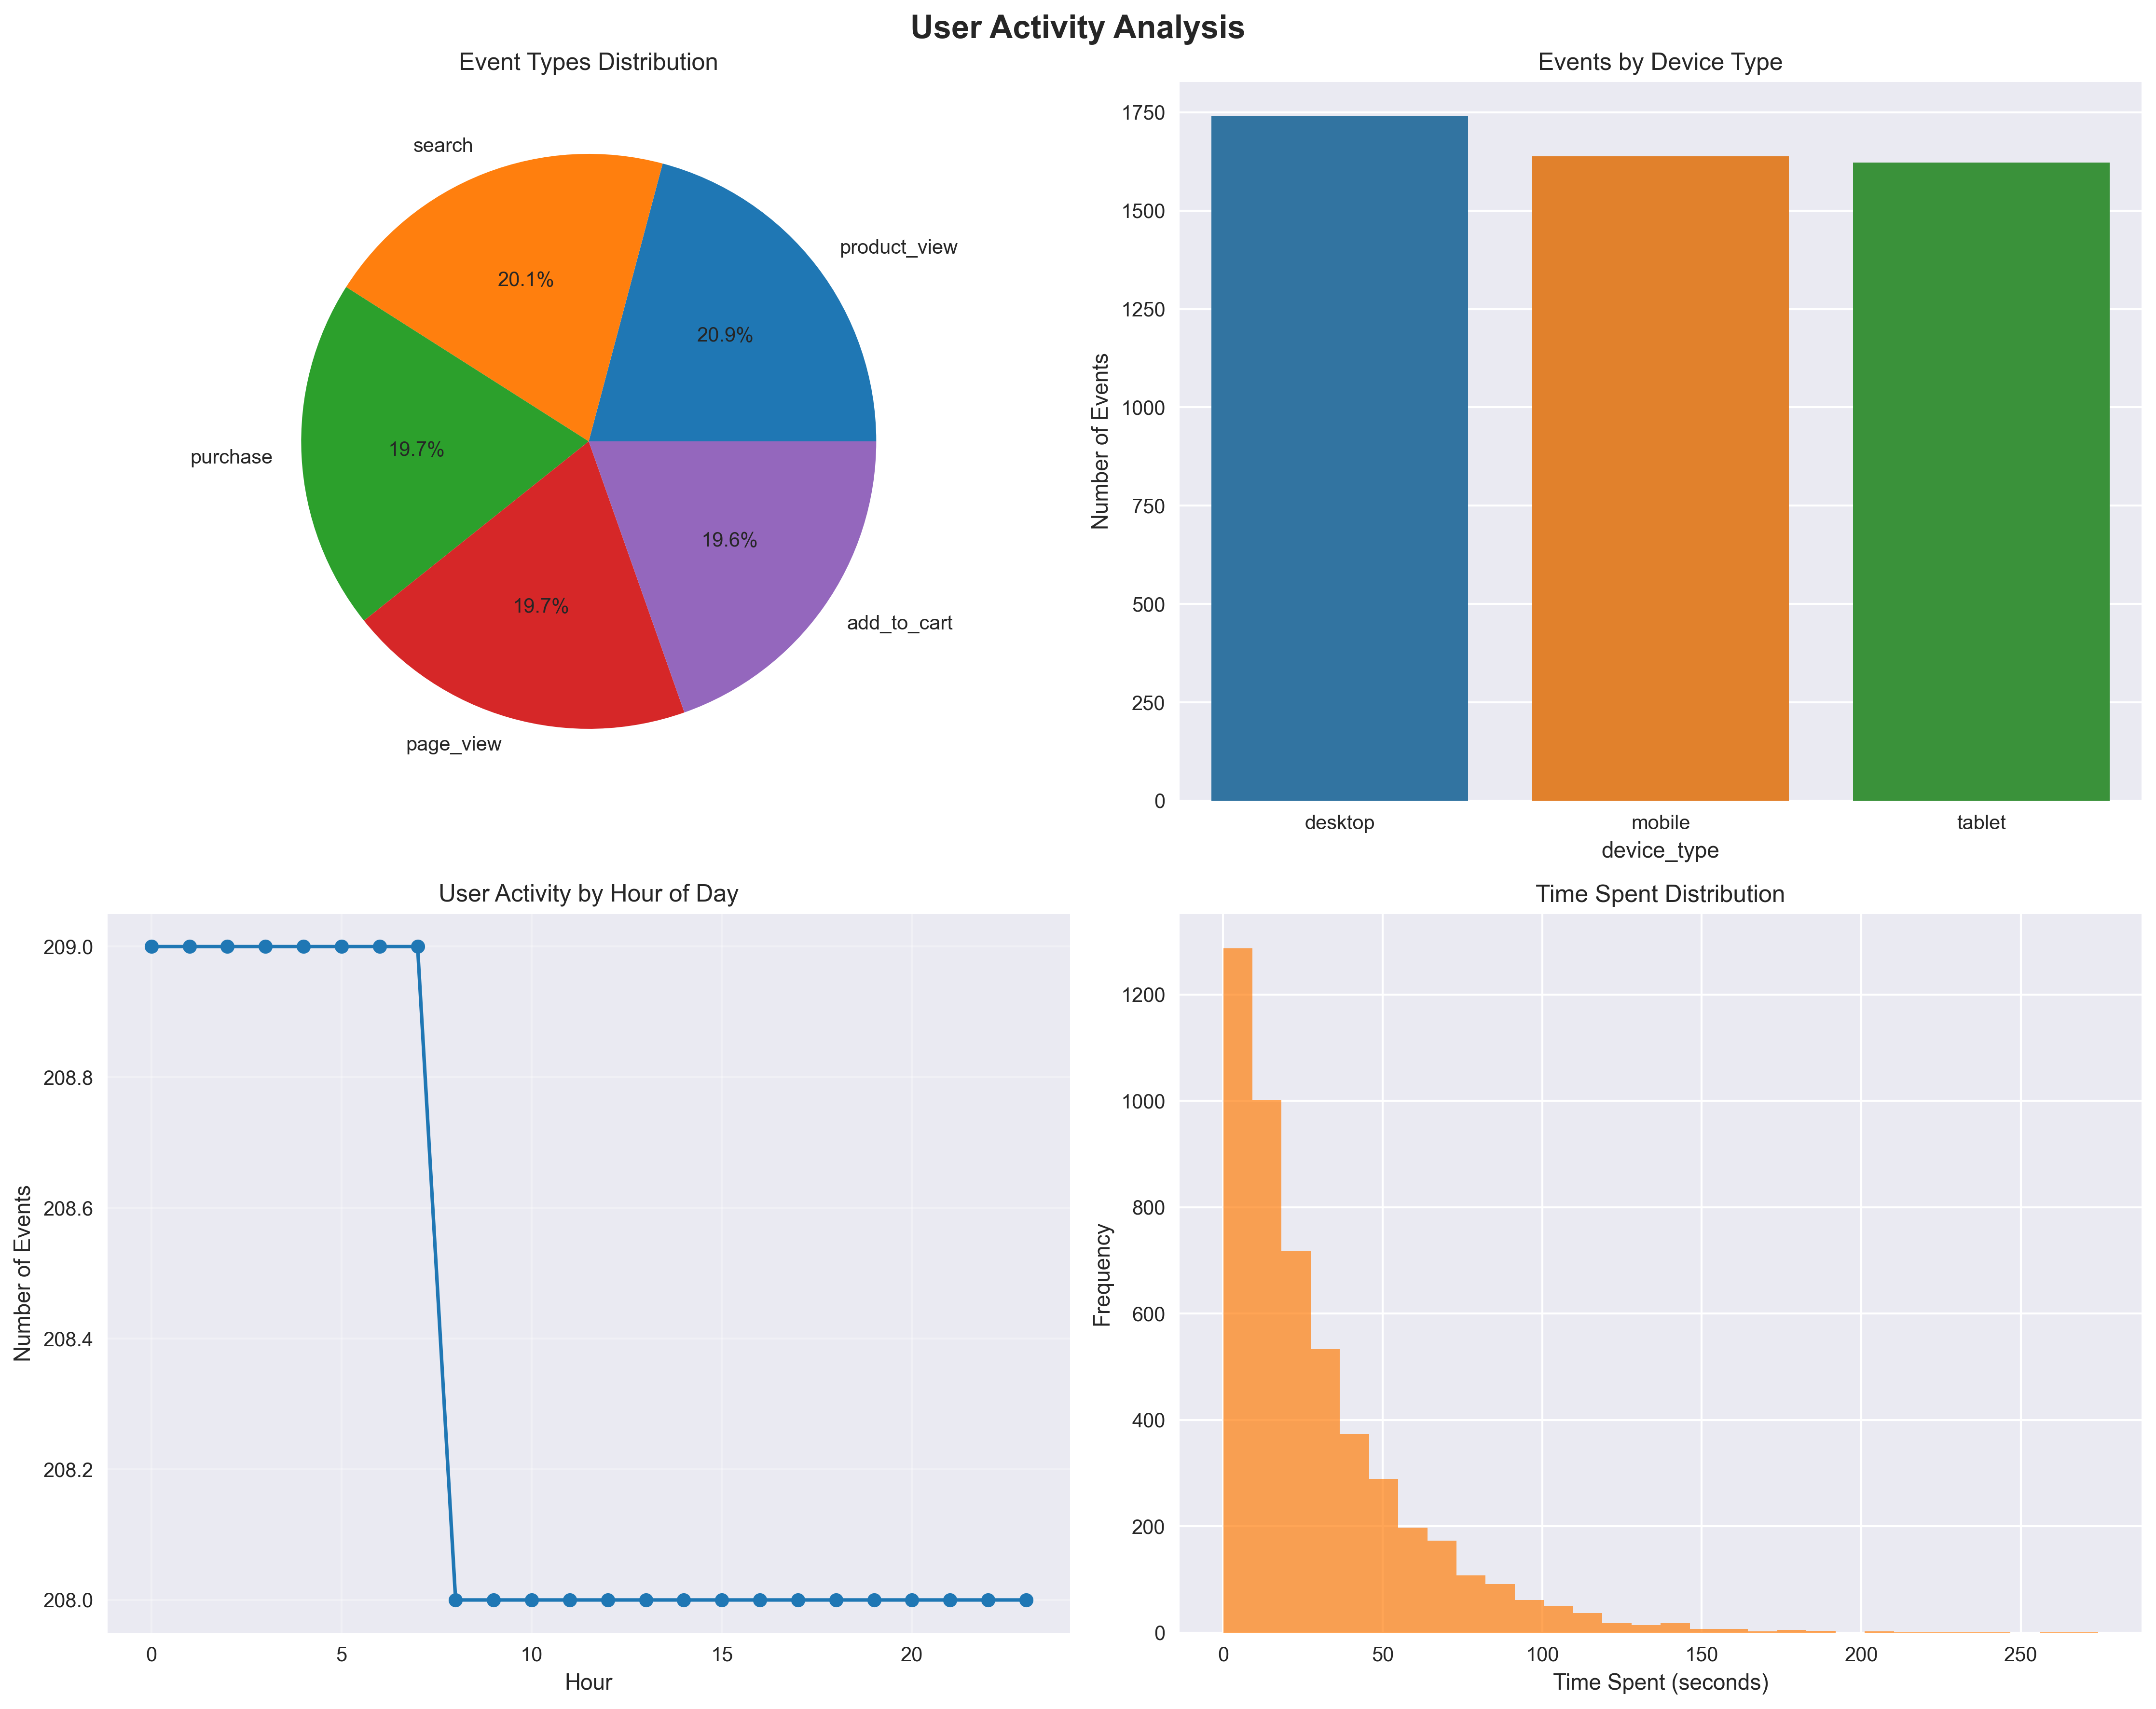 User Activity Analysis
Event Types Distribution
search
product_view
20.1%
20.9%
purchase
19.7%
19.6%
19.7%
add_to_cart
page_view
Events by Device Type
Number of Events
1750
1500
1250
1000
750
500
250
0
desktop mobile tablet
device_type
User Activity by Hour of Day
Number of Events
209.0
208.8
208.6
208.4
208.2
208.0
0 5 10 15 20
Hour
Time Spent Distribution
Frequency
1200
1000
800
600
400
200
0
0 50 100 150 200 250
Time Spent (seconds)